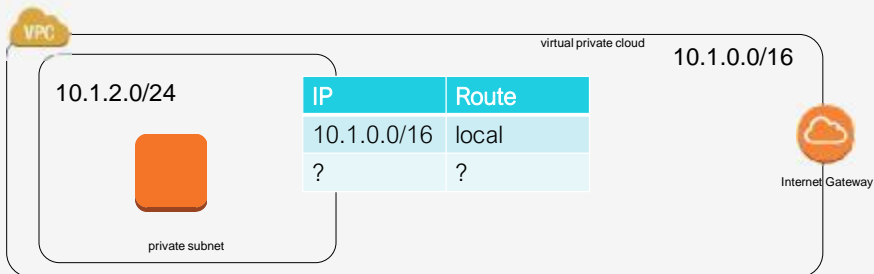 VPC
virtual private cloud
10.1.0.0/16
10.1.2.0/24
IP Route
10.1.0.0/16 local
? ?
Internet Gateway
private subnet